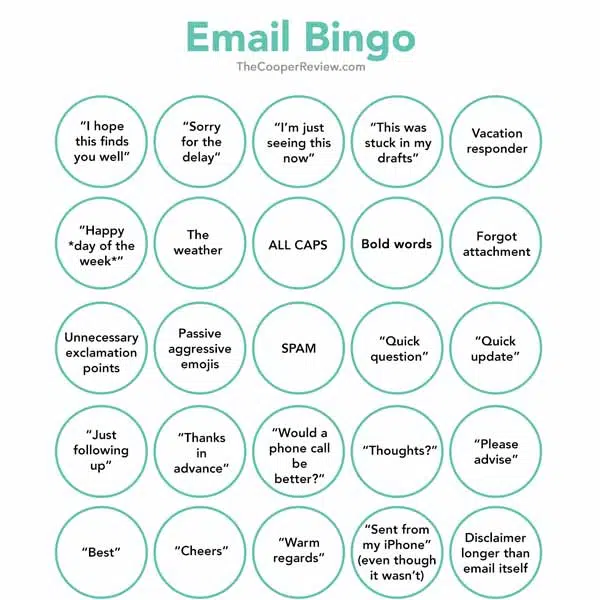 Email Bingo
TheCooperReview.com
“I hope
this finds
you well”
“Sorry
for the
delay”
“I’m just
seeing this
now”
“This was
stuck in my
drafts”
Vacation
responder
“Happy
*day of the
week*”
The
weather
ALL CAPS
Bold words
Forgot
attachment
Unnecessary
exclamation
points
Passive
aggressive
emojis
SPAM
“Quick
question”
“Quick
update”
“Just
following
up”
“Thanks
in
advance”
“Would a
phone call
be
better?”
“Thoughts?”
“Please
advise”
“Best”
“Cheers”
“Warm
regards”
“Sent from
my iPhone”
(even though
it wasn’t)
Disclaimer
longer than
email itself